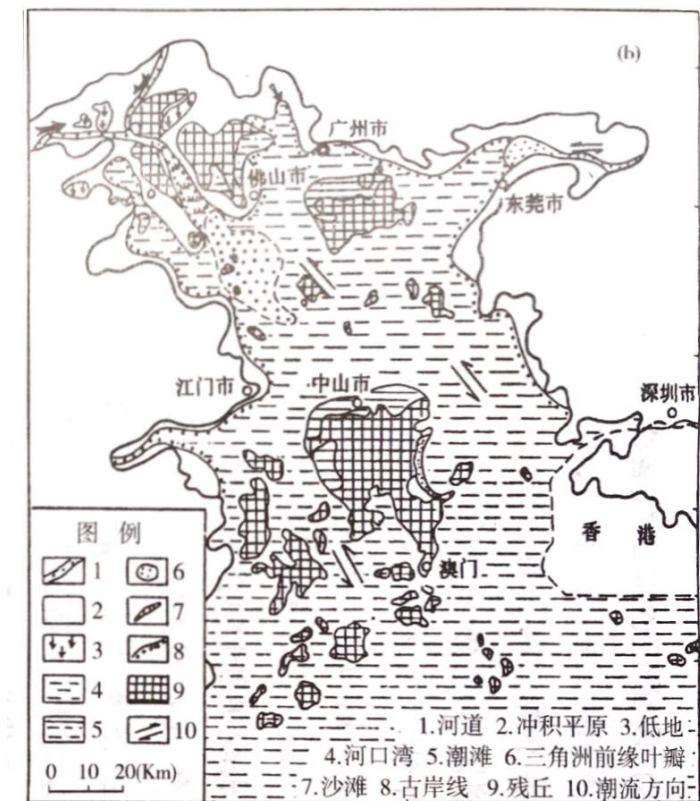 (b)
广州市
佛山市
东莞市
江门市
中山市
深圳市
香 港
澳门
图 例
1 6
2 7
3 8
4 9
5 10
0 10 20(Km)
1.河道 2.冲积平原 3.低地
4.河口湾 5.潮滩 6.三角洲前缘叶瓣
7.沙滩 8.古岸线 9.残丘 10.潮流方向